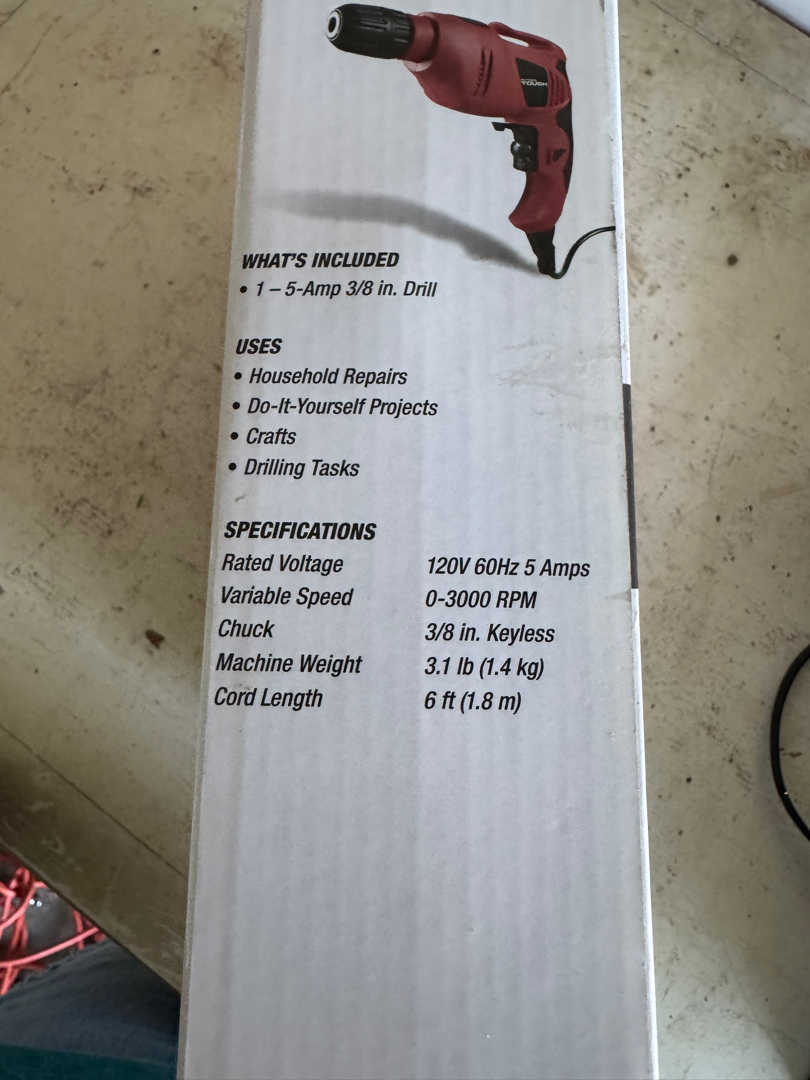 TOUGH
WHAT'S INCLUDED
• 1 – 5-Amp 3/8 in. Drill
USES
• Household Repairs
• Do-It-Yourself Projects
• Crafts
• Drilling Tasks
SPECIFICATIONS
Rated Voltage 120V 60Hz 5 Amps
Variable Speed 0-3000 RPM
Chuck 3/8 in. Keyless
Machine Weight 3.1 lb (1.4 kg)
Cord Length 6 ft (1.8 m)